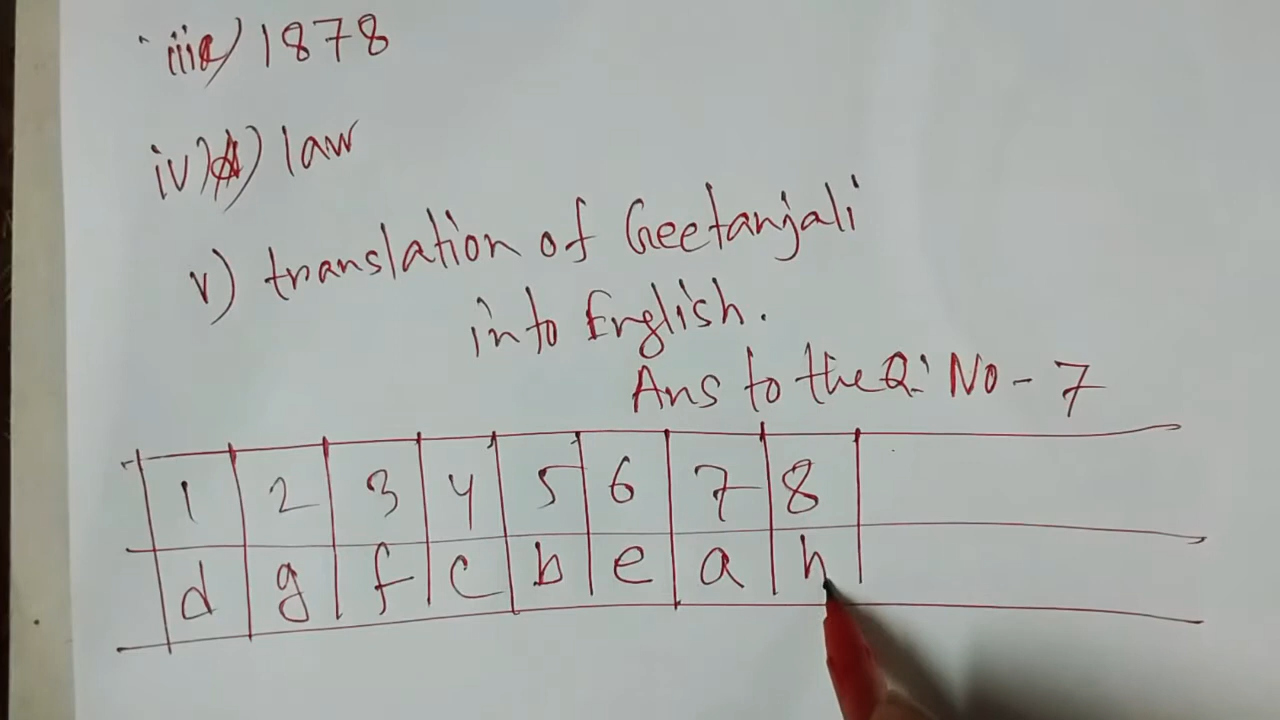 iii) 1878
iv) law
v) translation of Geetanjali
into English.
Ans to the Q: No - 7
1 2 3 4 5 6 7 8
d g f c b e a h